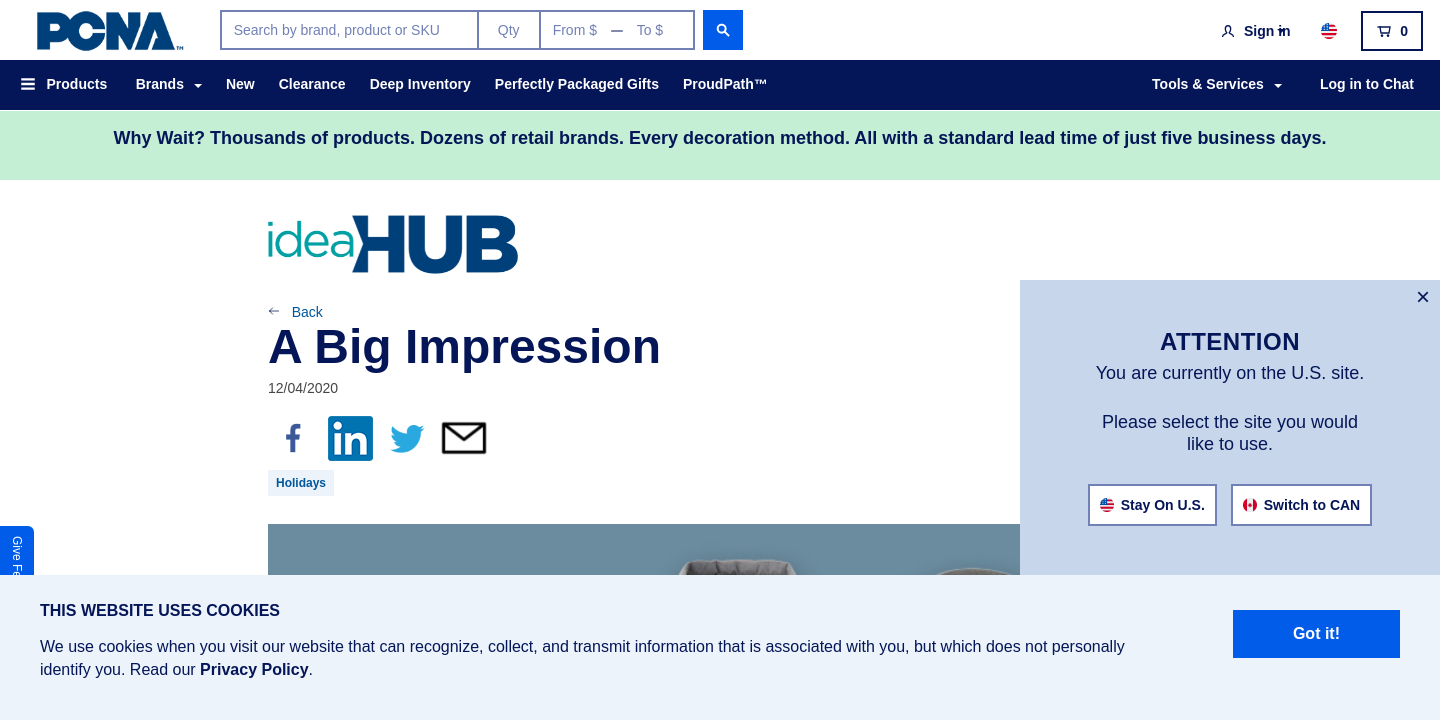 PCNA™
Search by brand, product or SKU Qty From $ — To $
Sign in 0
Products Brands New Clearance Deep Inventory Perfectly Packaged Gifts ProudPath™ Tools & Services Log in to Chat
Why Wait? Thousands of products. Dozens of retail brands. Every decoration method. All with a standard lead time of just five business days.
ideaHUB
Back
A Big Impression
12/04/2020
f in
Holidays
×
ATTENTION
You are currently on the U.S. site.
Please select the site you would
like to use.
Stay On U.S. Switch to CAN
Give Fe
THIS WEBSITE USES COOKIES
We use cookies when you visit our website that can recognize, collect, and transmit information that is associated with you, but which does not personally
identify you. Read our Privacy Policy.
Got it!